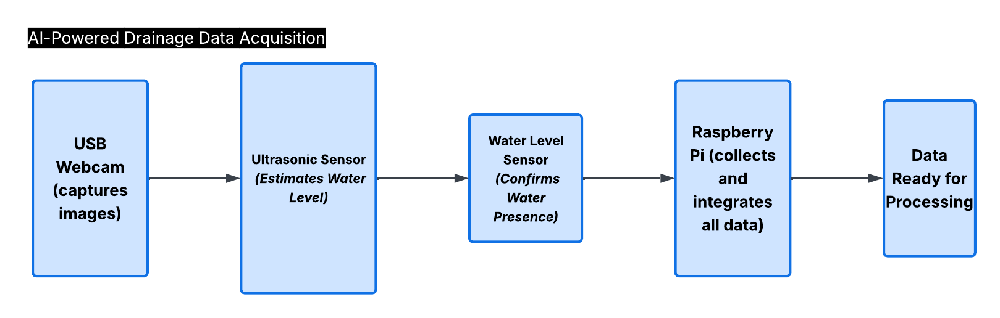 AI-Powered Drainage Data Acquisition
USB
Webcam
(captures
images)
Ultrasonic Sensor
(Estimates Water
Level)
Water Level
Sensor
(Confirms
Water
Presence)
Raspberry
Pi (collects
and
integrates
all data)
Data
Ready for
Processing